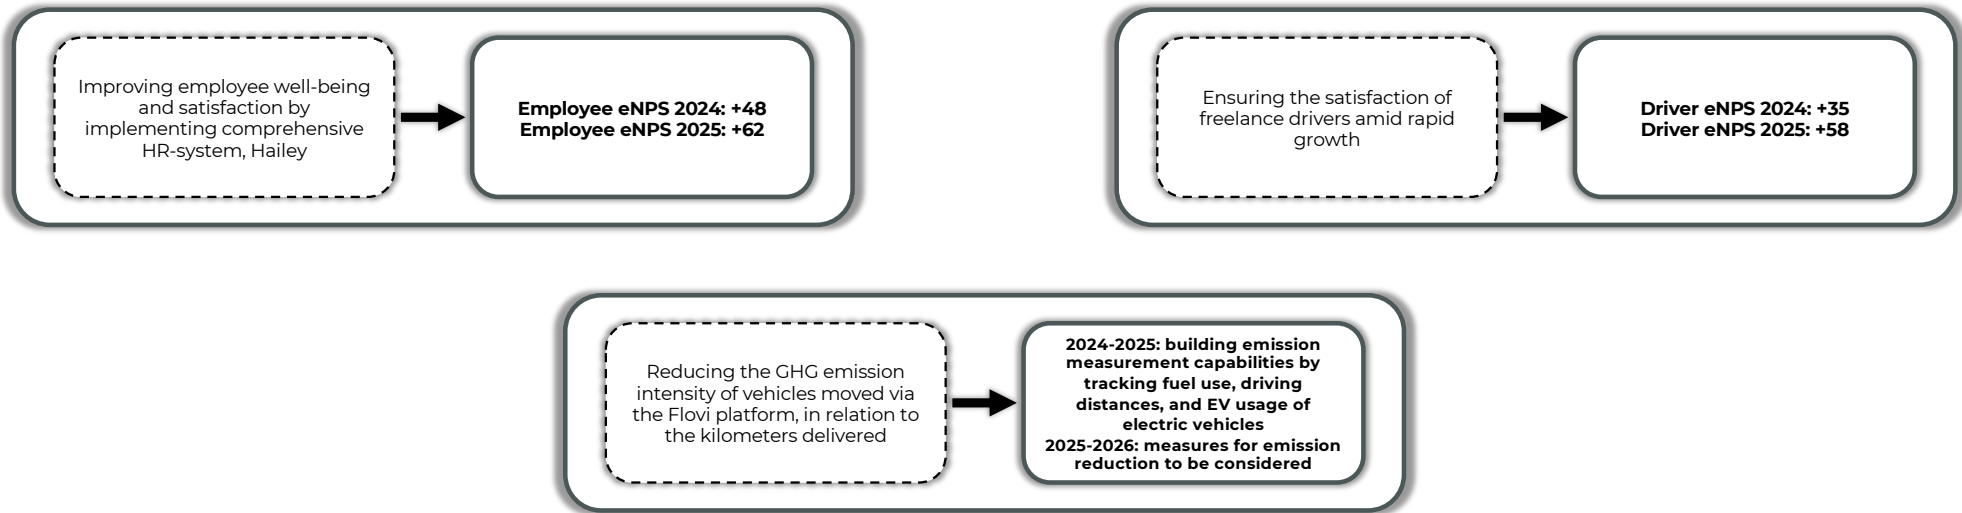 Improving employee well-being
and satisfaction by
implementing comprehensive
HR-system, Hailey
Employee eNPS 2024: +48
Employee eNPS 2025: +62
Ensuring the satisfaction of
freelance drivers amid rapid
growth
Driver eNPS 2024: +35
Driver eNPS 2025: +58
Reducing the GHG emission
intensity of vehicles moved via
the Flovi platform, in relation to
the kilometers delivered
2024-2025: building emission
measurement capabilities by
tracking fuel use, driving
distances, and EV usage of
electric vehicles
2025-2026: measures for emission
reduction to be considered